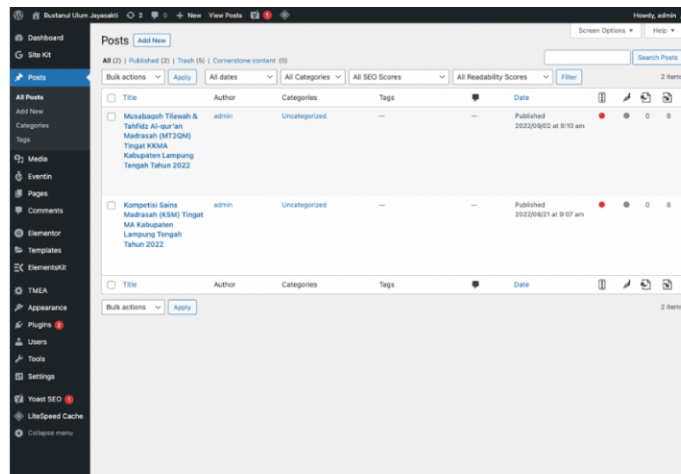 Bustanul Ulum Jayasakti 2 0 New View Posts 1 Howdy, admin
Screen Options Help
Dashboard
Site Kit
Posts
All Posts
Add New
Categories
Tags
Media
Eventin
Pages
Comments
Elementor
Templates
ElementsKit
TMEA
Appearance
Plugins 2
Users
Tools
Settings
Yoast SEO 1
LiteSpeed Cache
Collapse menu
Posts Add New
All (2) | Published (2) | Trash (5) | Cornerstone content (0)
Search Posts
Bulk actions Apply All dates All Categories All SEO Scores All Readability Scores Filter 2 items
Title Author Categories Tags Date
Musabaqoh Tilawah & admin Uncategorized — — Published 0 0
Tahfidz Al-qur'an 2022/09/02 at 9:10 am
Madrasah (MT2QM)
Tingat KKMA
Kabupaten Lampung
Tengah Tahun 2022
Kompetisi Sains admin Uncategorized — — Published 0 0
Madrasah (KSM) Tingat 2022/08/21 at 9:07 am
MA Kabupaten
Lampung Tengah
Tahun 2022
Title Author Categories Tags Date
Bulk actions Apply 2 items